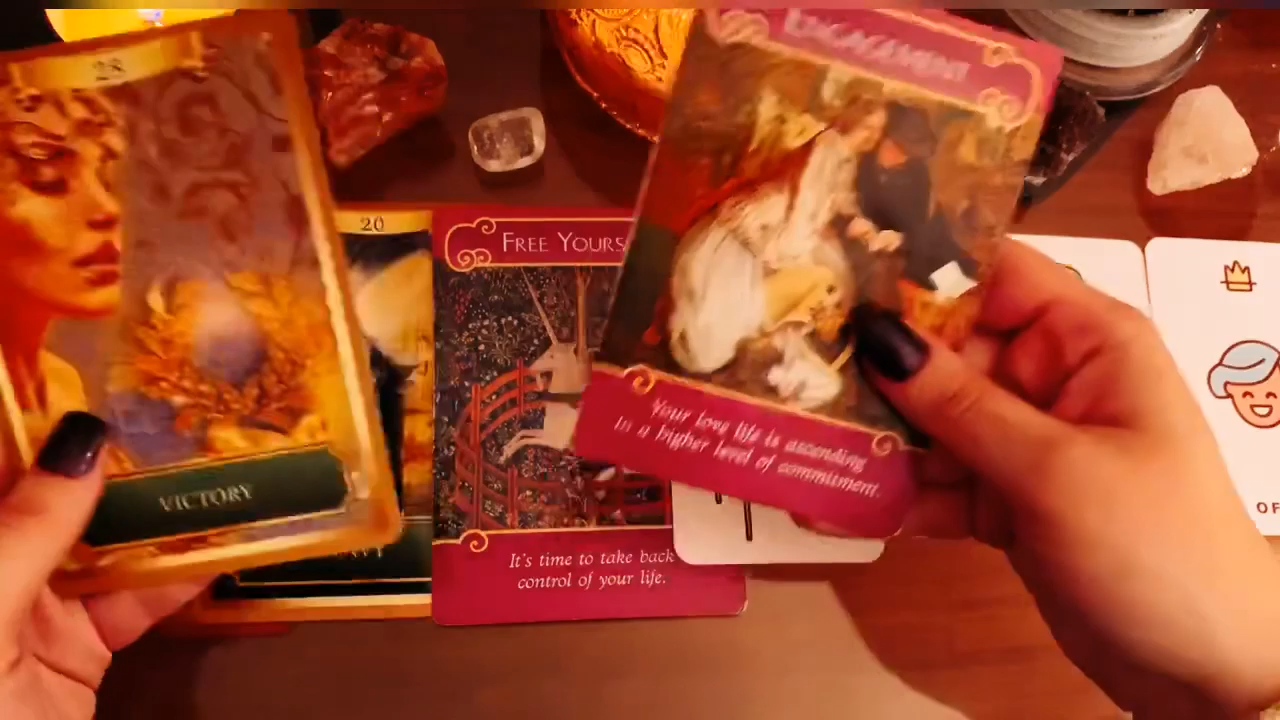 28
VICTORY
20
FREE YOURS
It's time to take back
control of your life.
ENGAGEMENT
Your love life is ascending
to a higher level of commitment.
OF